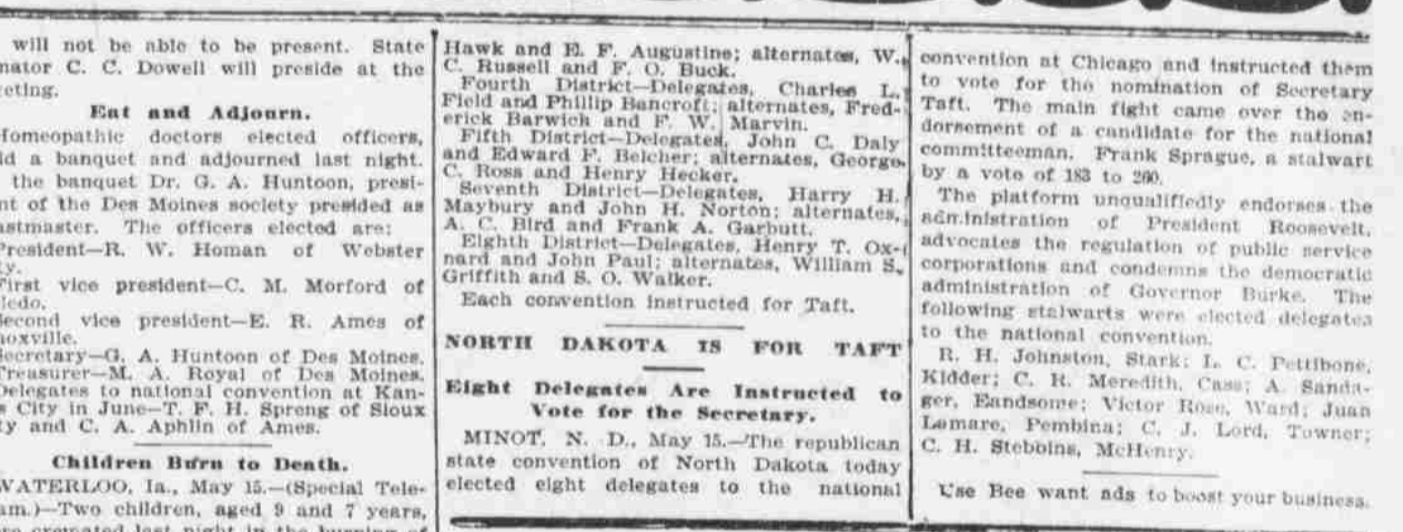 will not be able to be present. State
nator C. C. Dowell will preside at the
eting.
Eat and Adjourn.
Homeopathic doctors elected officers,
ld a banquet and adjourned last night.
the banquet Dr. G. A. Huntoon, presi-
nt of the Des Moines society presided as
astmaster. The officers elected are:
President—R. W. Homan of Webster
ty.
First vice president—C. M. Morford of
ledo.
Second vice president—E. R. Ames of
noxville.
Secretary—G. A. Huntoon of Des Moines.
Treasurer—M. A. Royal of Des Moines.
Delegates to national convention at Kan-
s City in June—T. F. H. Spreng of Sioux
ty and C. A. Aphlin of Ames.
Children Burn to Death.
WATERLOO, Ia., May 15.—(Special Tele-
am.)—Two children, aged 9 and 7 years,
re cremated last night in the burning of
Hawk and E. F. Augustine; alternates, W.
C. Russell and F. O. Buck.
Fourth District—Delegates, Charles L.
Field and Phillip Bancroft; alternates, Fred-
erick Barwich and F. W. Marvin.
Fifth District—Delegates, John C. Daly
and Edward F. Belcher; alternates, George
C. Ross and Henry Hecker.
Seventh District—Delegates, Harry H.
Maybury and John H. Norton; alternates,
A. C. Bird and Frank A. Garbutt.
Eighth District—Delegates, Henry T. Ox-
nard and John Paul; alternates, William S.
Griffith and S. O. Walker.
Each convention instructed for Taft.
NORTH DAKOTA IS FOR TAFT
Eight Delegates Are Instructed to
Vote for the Secretary.
MINOT, N. D., May 15.—The republican
state convention of North Dakota today
elected eight delegates to the national
convention at Chicago and instructed them
to vote for the nomination of Secretary
Taft. The main fight came over the en-
dorsement of a candidate for the national
committeeman. Frank Sprague, a stalwart
by a vote of 183 to 260.
The platform unqualifiedly endorses the
administration of President Roosevelt,
advocates the regulation of public service
corporations and condemns the democratic
administration of Governor Burke. The
following stalwarts were elected delegates
to the national convention.
R. H. Johnston, Stark; L. C. Pettibone,
Kidder; C. R. Meredith, Cass; A. Sanda-
ger, Eandsome; Victor Rose, Ward; Juan
Lamare, Pembina; C. J. Lord, Towner;
C. H. Stebbins, McHenry.
Use Bee want ads to boost your business.